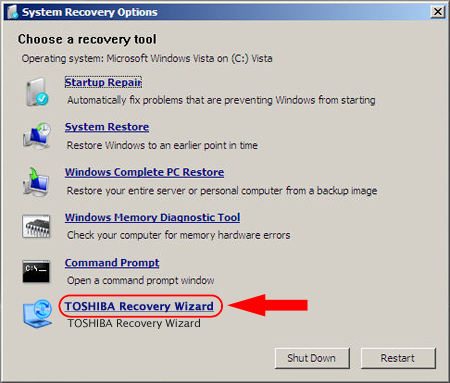 System Recovery Options
Choose a recovery tool
Operating system: Microsoft Windows Vista on (C:) Vista
Startup Repair
Automatically fix problems that are preventing Windows from starting
System Restore
Restore Windows to an earlier point in time
Windows Complete PC Restore
Restore your entire server or personal computer from a backup image
Windows Memory Diagnostic Tool
Check your computer for memory hardware errors
C:\_
Command Prompt
Open a command prompt window
TOSHIBA Recovery Wizard
TOSHIBA Recovery Wizard
Shut Down
Restart